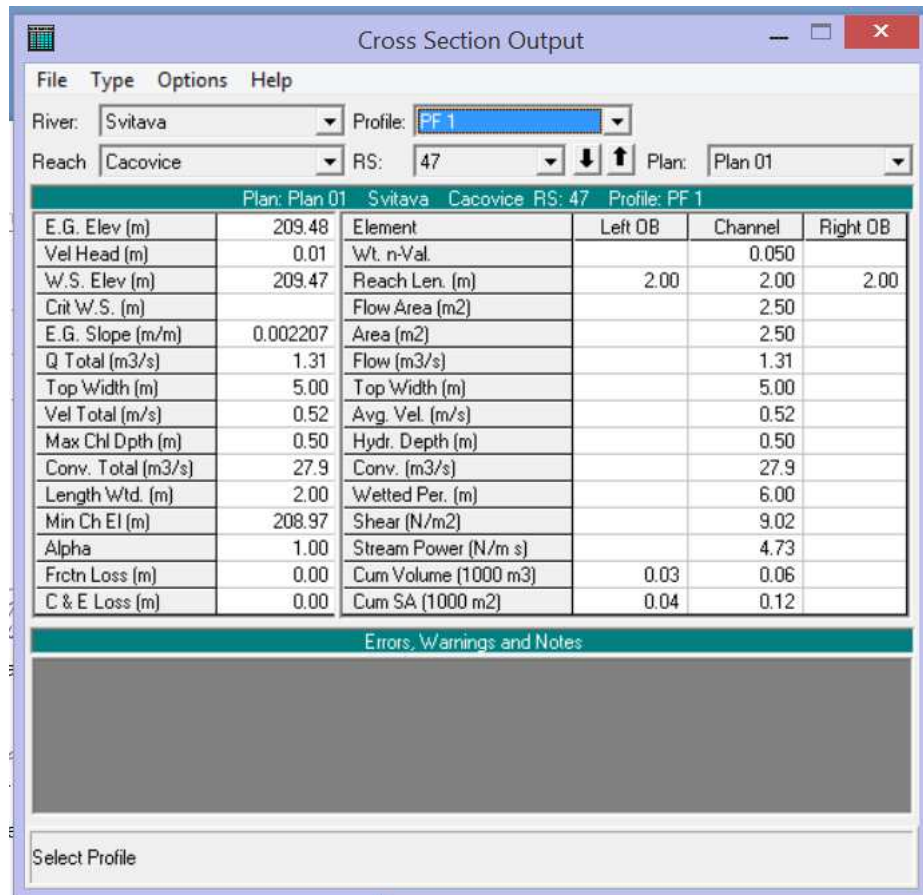 Cross Section Output
File Type Options Help
River: Svitava Profile: PF 1
Reach Cacovice RS: 47 Plan: Plan 01
Plan: Plan 01 Svitava Cacovice RS: 47 Profile: PF 1
E.G. Elev (m) 209.48 Element Left OB Channel Right OB
Vel Head (m) 0.01 Wt. n-Val. 0.050
W.S. Elev (m) 209.47 Reach Len. (m) 2.00 2.00 2.00
Crit W.S. (m) Flow Area (m2) 2.50
E.G. Slope (m/m) 0.002207 Area (m2) 2.50
Q Total (m3/s) 1.31 Flow (m3/s) 1.31
Top Width (m) 5.00 Top Width (m) 5.00
Vel Total (m/s) 0.52 Avg. Vel. (m/s) 0.52
Max Chl Dpth (m) 0.50 Hydr. Depth (m) 0.50
Conv. Total (m3/s) 27.9 Conv. (m3/s) 27.9
Length Wtd. (m) 2.00 Wetted Per. (m) 6.00
Min Ch El (m) 208.97 Shear (N/m2) 9.02
Alpha 1.00 Stream Power (N/m s) 4.73
Frctn Loss (m) 0.00 Cum Volume (1000 m3) 0.03 0.06
C & E Loss (m) 0.00 Cum SA (1000 m2) 0.04 0.12
Errors, Warnings and Notes
Select Profile